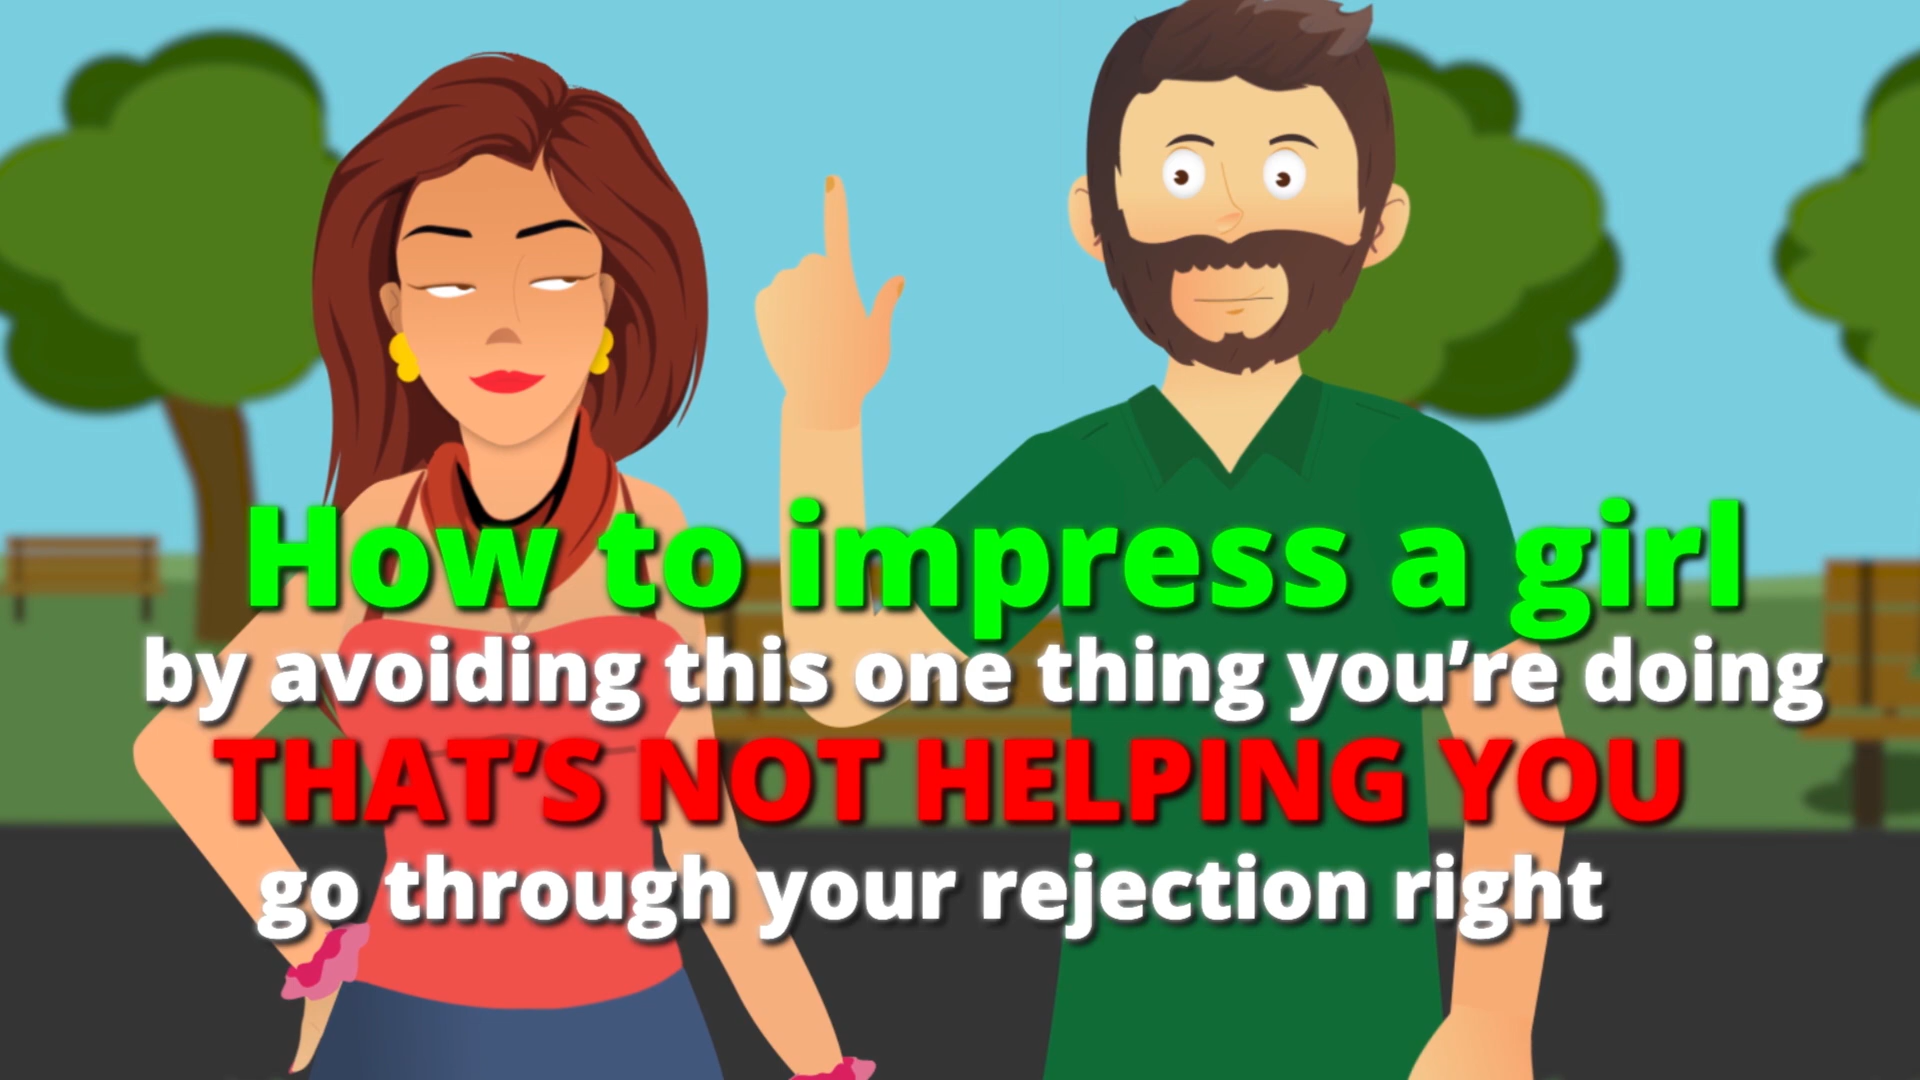 How to impress a girl
by avoiding this one thing you're doing
THAT'S NOT HELPING YOU
go through your rejection right